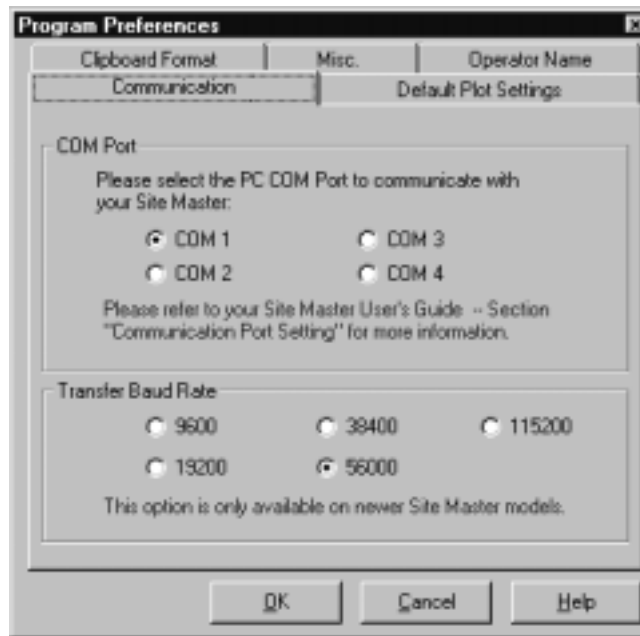 Program Preferences
Clipboard Format
Misc.
Operator Name
Communication
Default Plot Settings
COM Port
Please select the PC COM Port to communicate with
your Site Master:
COM 1
COM 3
COM 2
COM 4
Please refer to your Site Master User's Guide -- Section
"Communication Port Setting" for more information.
Transfer Baud Rate
9600
38400
115200
19200
56000
This option is only available on newer Site Master models.
OK
Cancel
Help